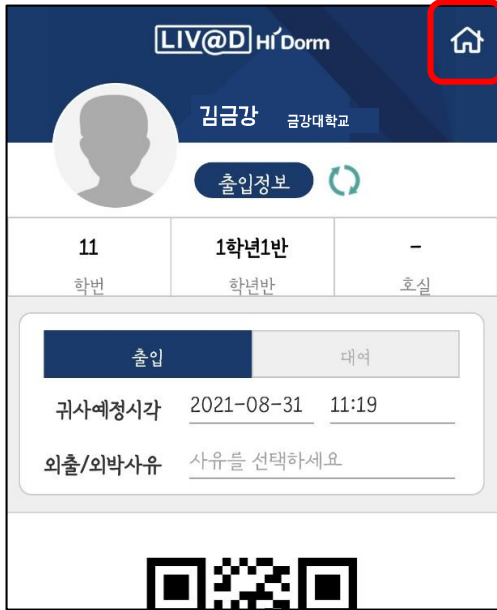 LIV@D Hi Dorm
김금강 금강대학교
출입정보
11 1학년1반 -
학번 학년반 호실
출입 대여
귀사예정시각 2021-08-31 11:19
외출/외박사유 사유를 선택하세요